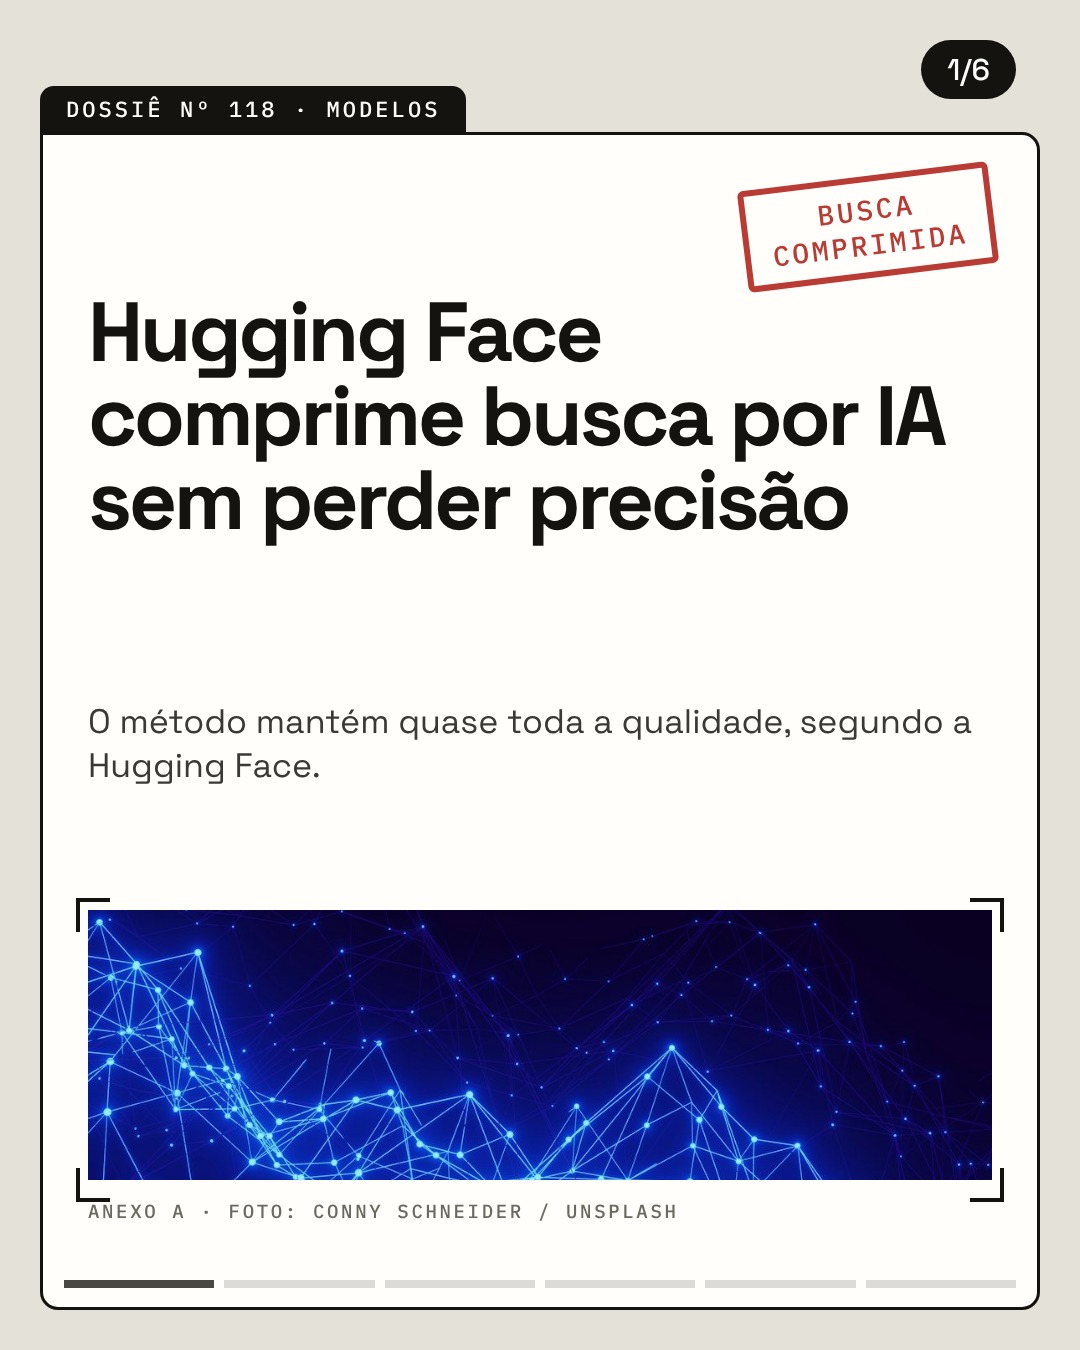 1/6
DOSSIÊ Nº 118 · MODELOS
BUSCA
COMPRIMIDA
Hugging Face
comprime busca por IA
sem perder precisão
O método mantém quase toda a qualidade, segundo a
Hugging Face.
ANEXO A · FOTO: CONNY SCHNEIDER / UNSPLASH